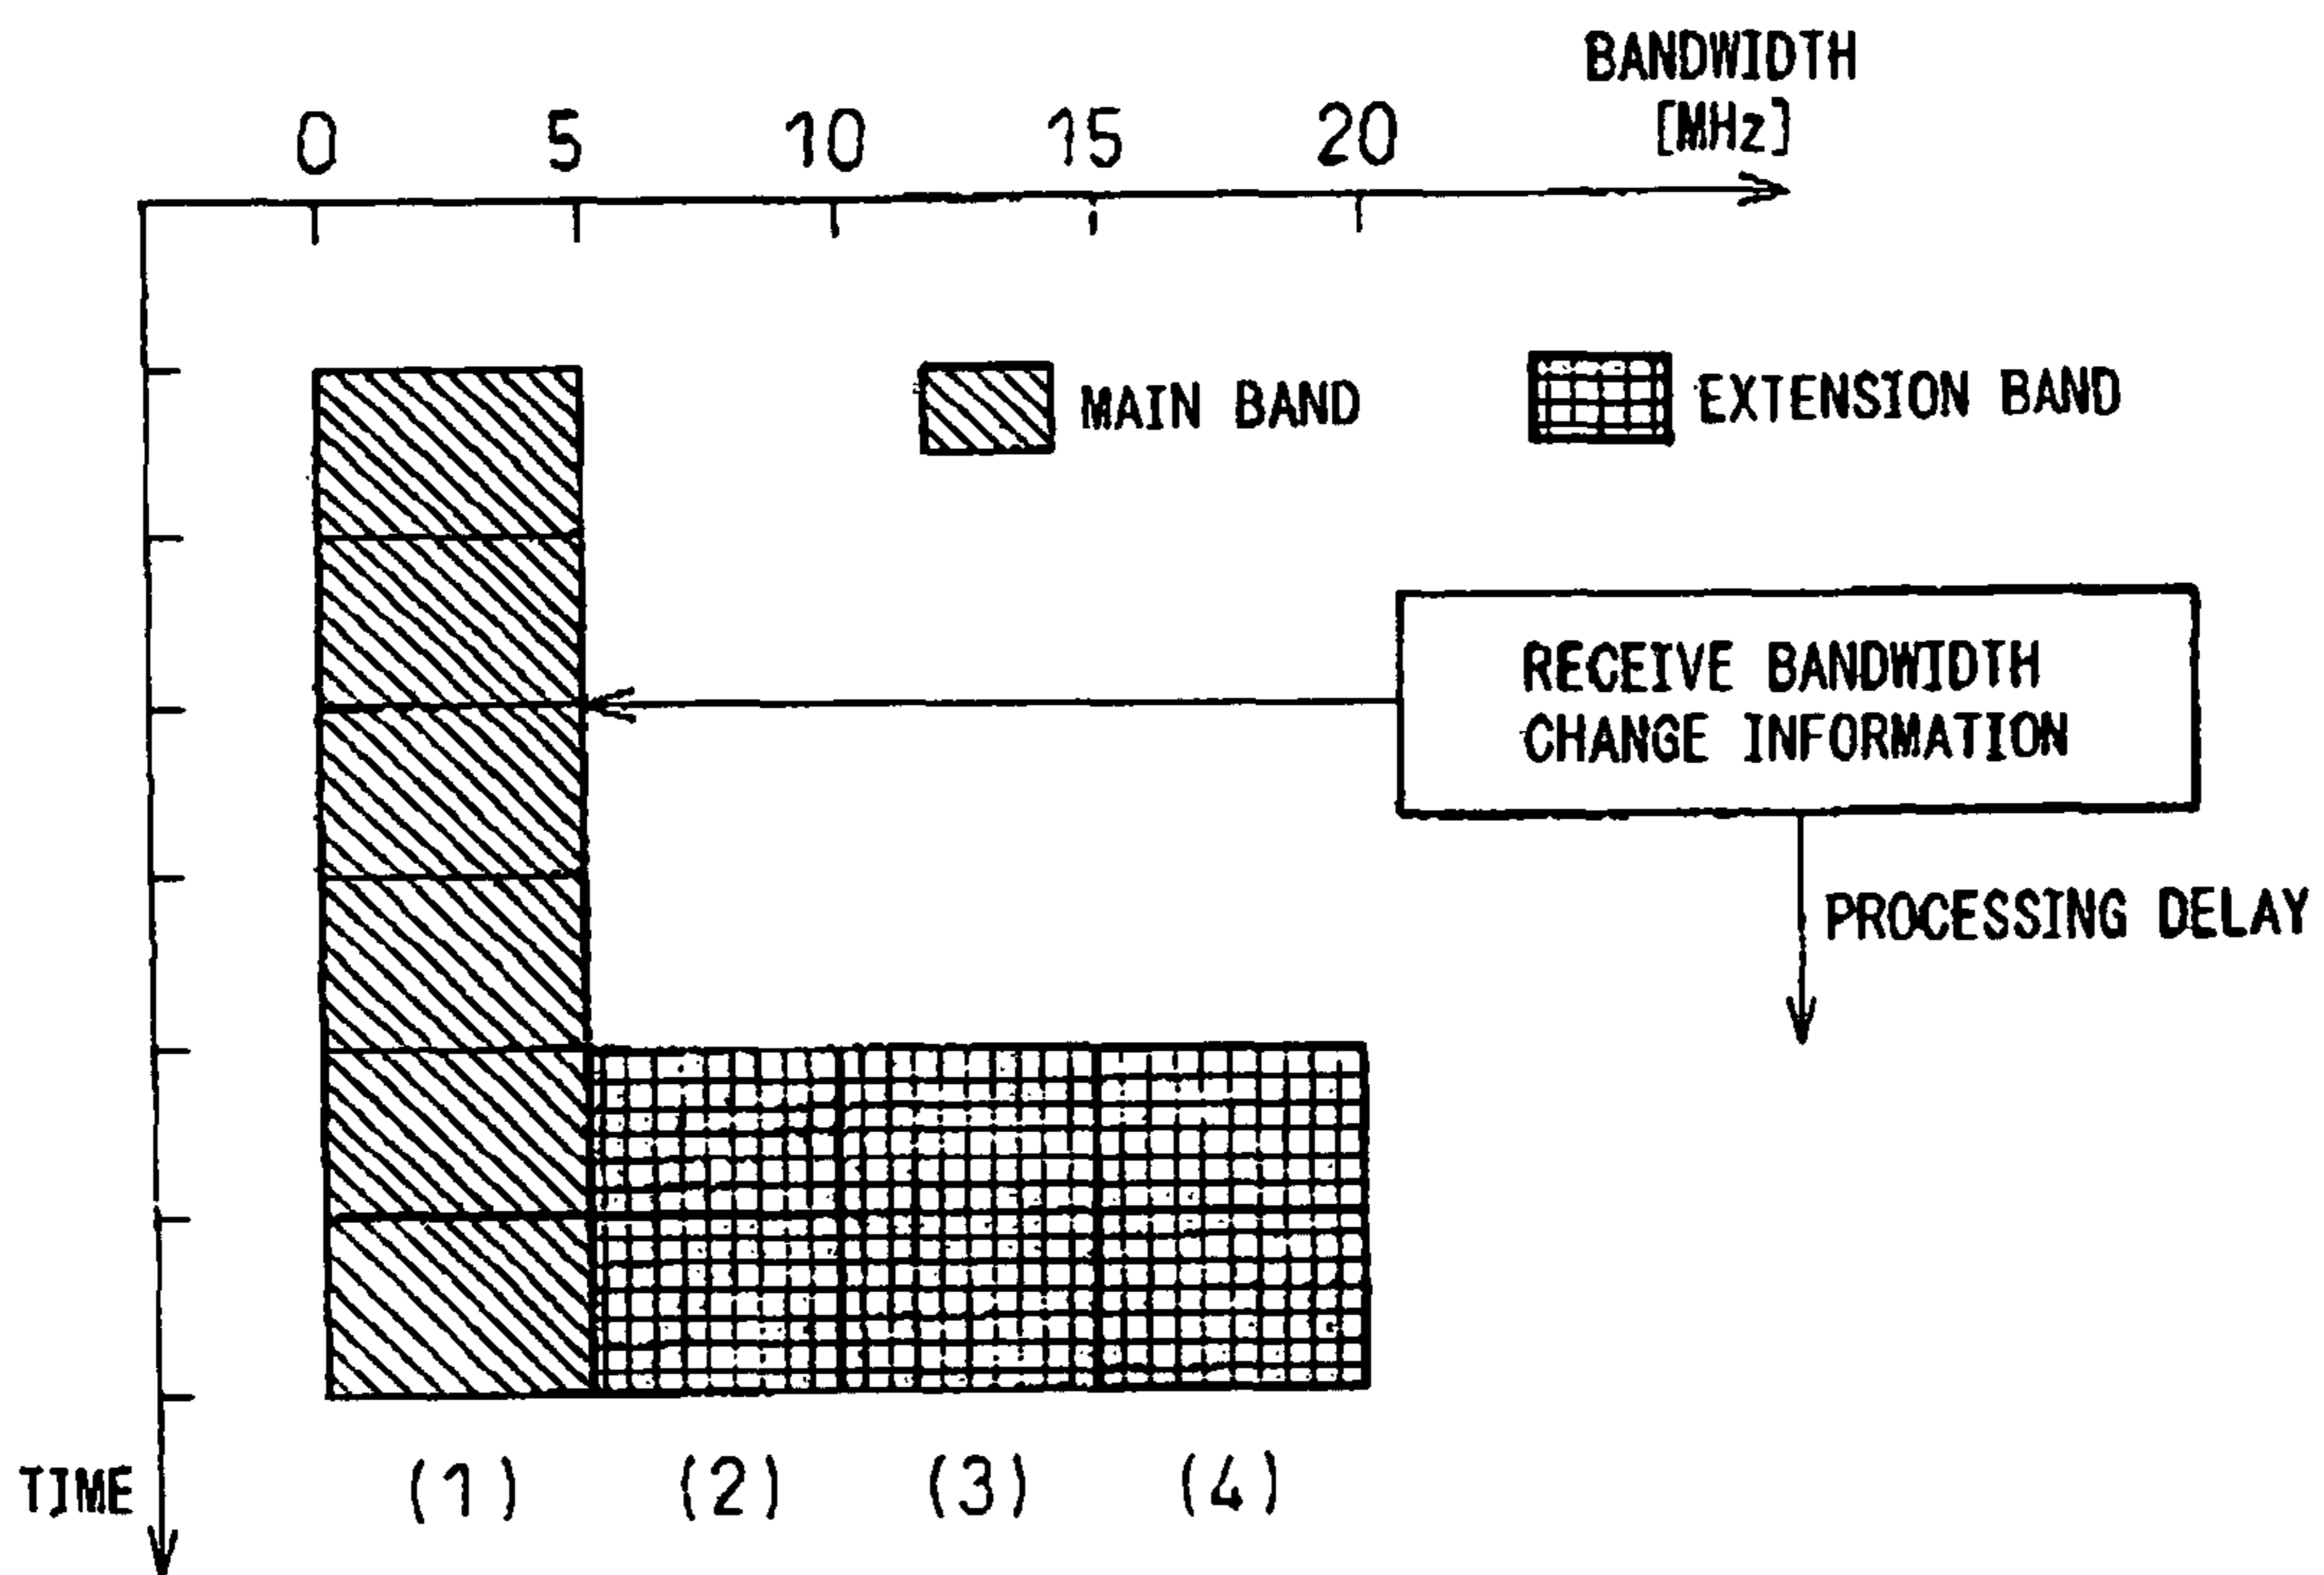 BANDWIDTH
[MHz]
0 5 10 15 20
MAIN BAND
EXTENSION BAND
RECEIVE BANDWIDTH
CHANGE INFORMATION
PROCESSING DELAY
TIME
(1) (2) (3) (4)